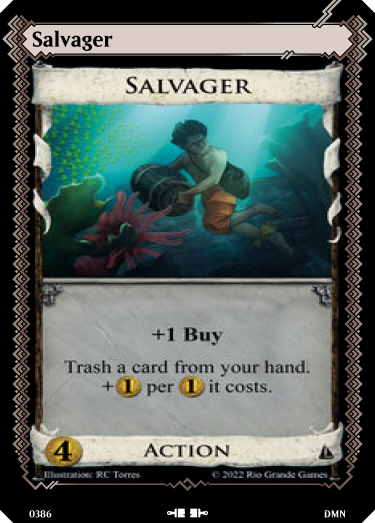 Salvager
SALVAGER
+1 Buy
Trash a card from your hand.
+1 per 1 it costs.
4
ACTION
Illustration: RC Torres © 2022 Rio Grande Games
0386 DMN